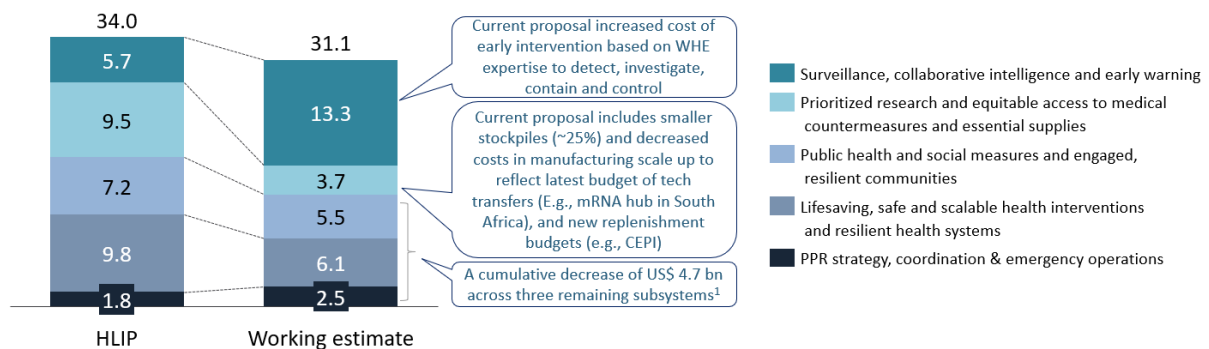 34.0
5.7
9.5
7.2
9.8
1.8
HLIP
31.1
13.3
3.7
5.5
6.1
2.5
Working estimate
Current proposal increased cost of
early intervention based on WHE
expertise to detect, investigate,
contain and control
Current proposal includes smaller
stockpiles (~25%) and decreased
costs in manufacturing scale up to
reflect latest budget of tech
transfers (E.g., mRNA hub in South
Africa), and new replenishment
budgets (e.g., CEPI)
A cumulative decrease of US$ 4.7 bn
across three remaining subsystems¹
Surveillance, collaborative intelligence and early warning
Prioritized research and equitable access to medical
countermeasures and essential supplies
Public health and social measures and engaged,
resilient communities
Lifesaving, safe and scalable health interventions
and resilient health systems
PPR strategy, coordination & emergency operations